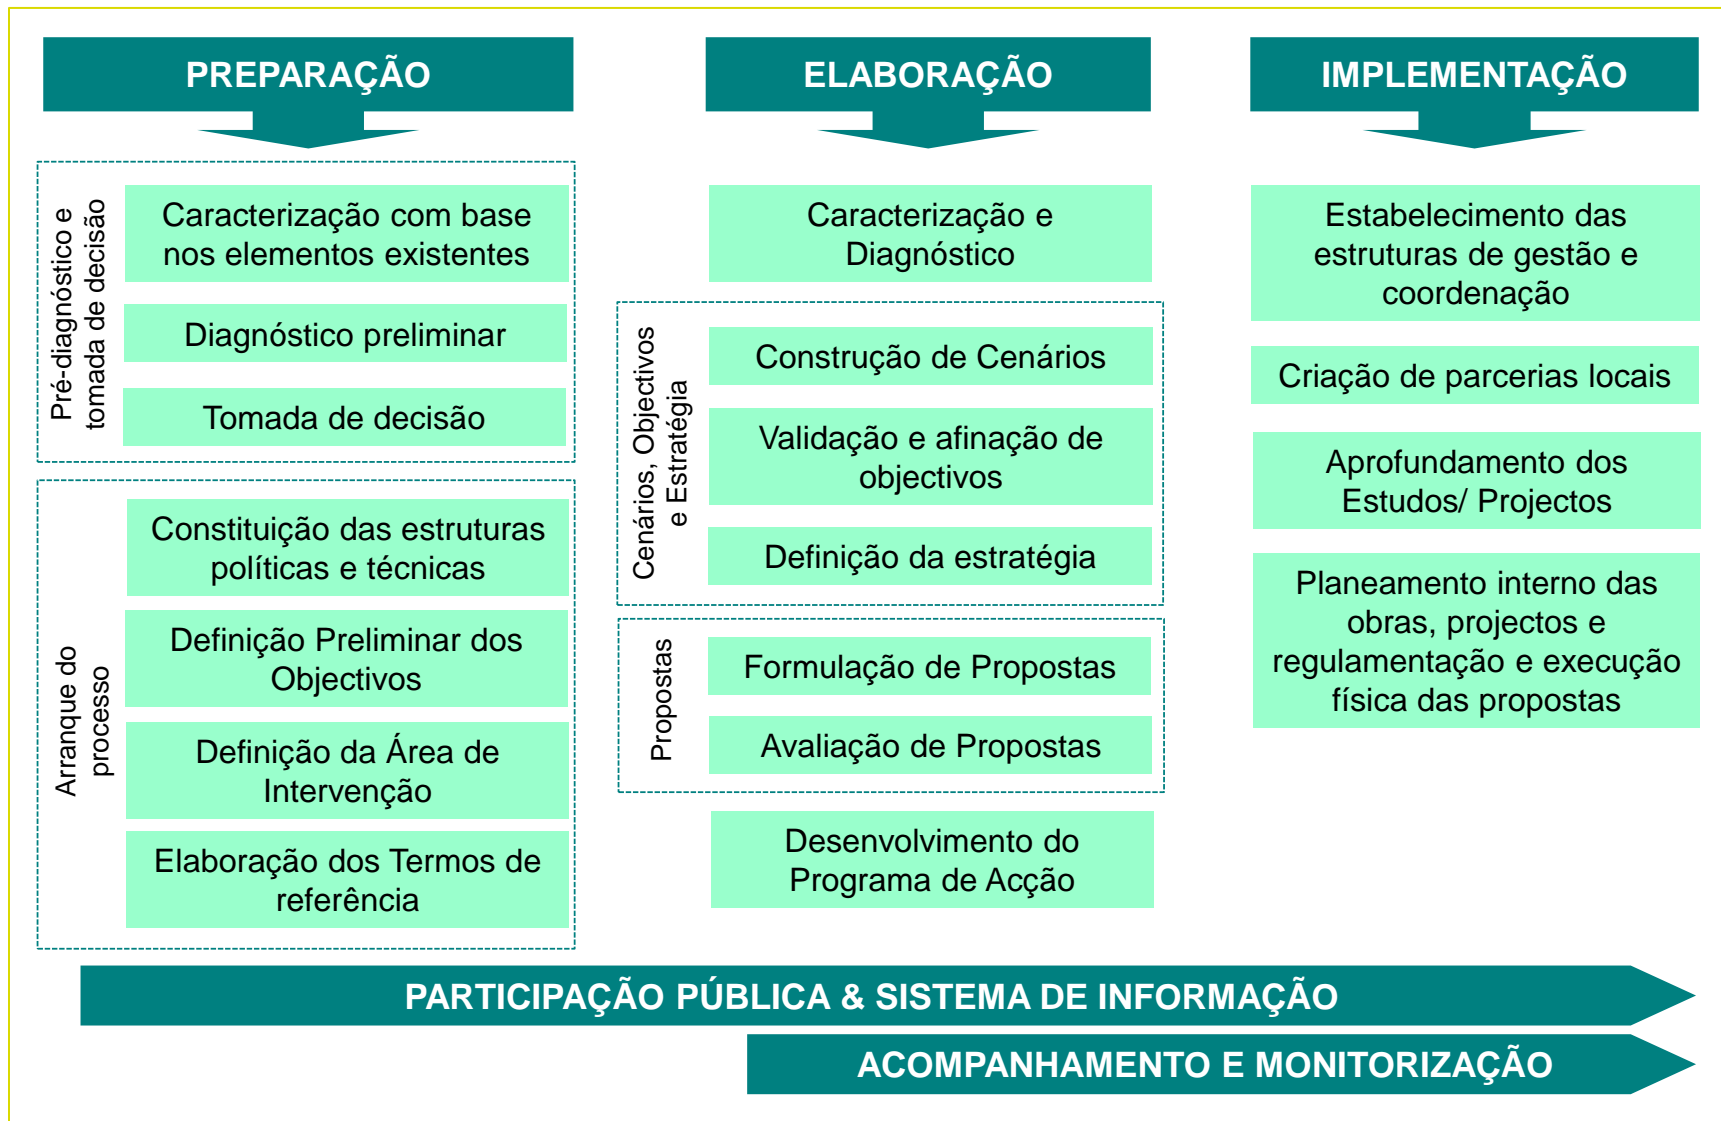 PREPARAÇÃO
Pré-diagnóstico e
tomada de decisão
Caracterização com base
nos elementos existentes
Diagnóstico preliminar
Tomada de decisão
Arranque do
processo
Constituição das estruturas
políticas e técnicas
Definição Preliminar dos
Objectivos
Definição da Área de
Intervenção
Elaboração dos Termos de
referência
ELABORAÇÃO
Caracterização e
Diagnóstico
Cenários, Objectivos
e Estratégia
Construção de Cenários
Validação e afinação de
objectivos
Definição da estratégia
Propostas
Formulação de Propostas
Avaliação de Propostas
Desenvolvimento do
Programa de Acção
IMPLEMENTAÇÃO
Estabelecimento das
estruturas de gestão e
coordenação
Criação de parcerias locais
Aprofundamento dos
Estudos/ Projectos
Planeamento interno das
obras, projectos e
regulamentação e execução
física das propostas
PARTICIPAÇÃO PÚBLICA & SISTEMA DE INFORMAÇÃO
ACOMPANHAMENTO E MONITORIZAÇÃO